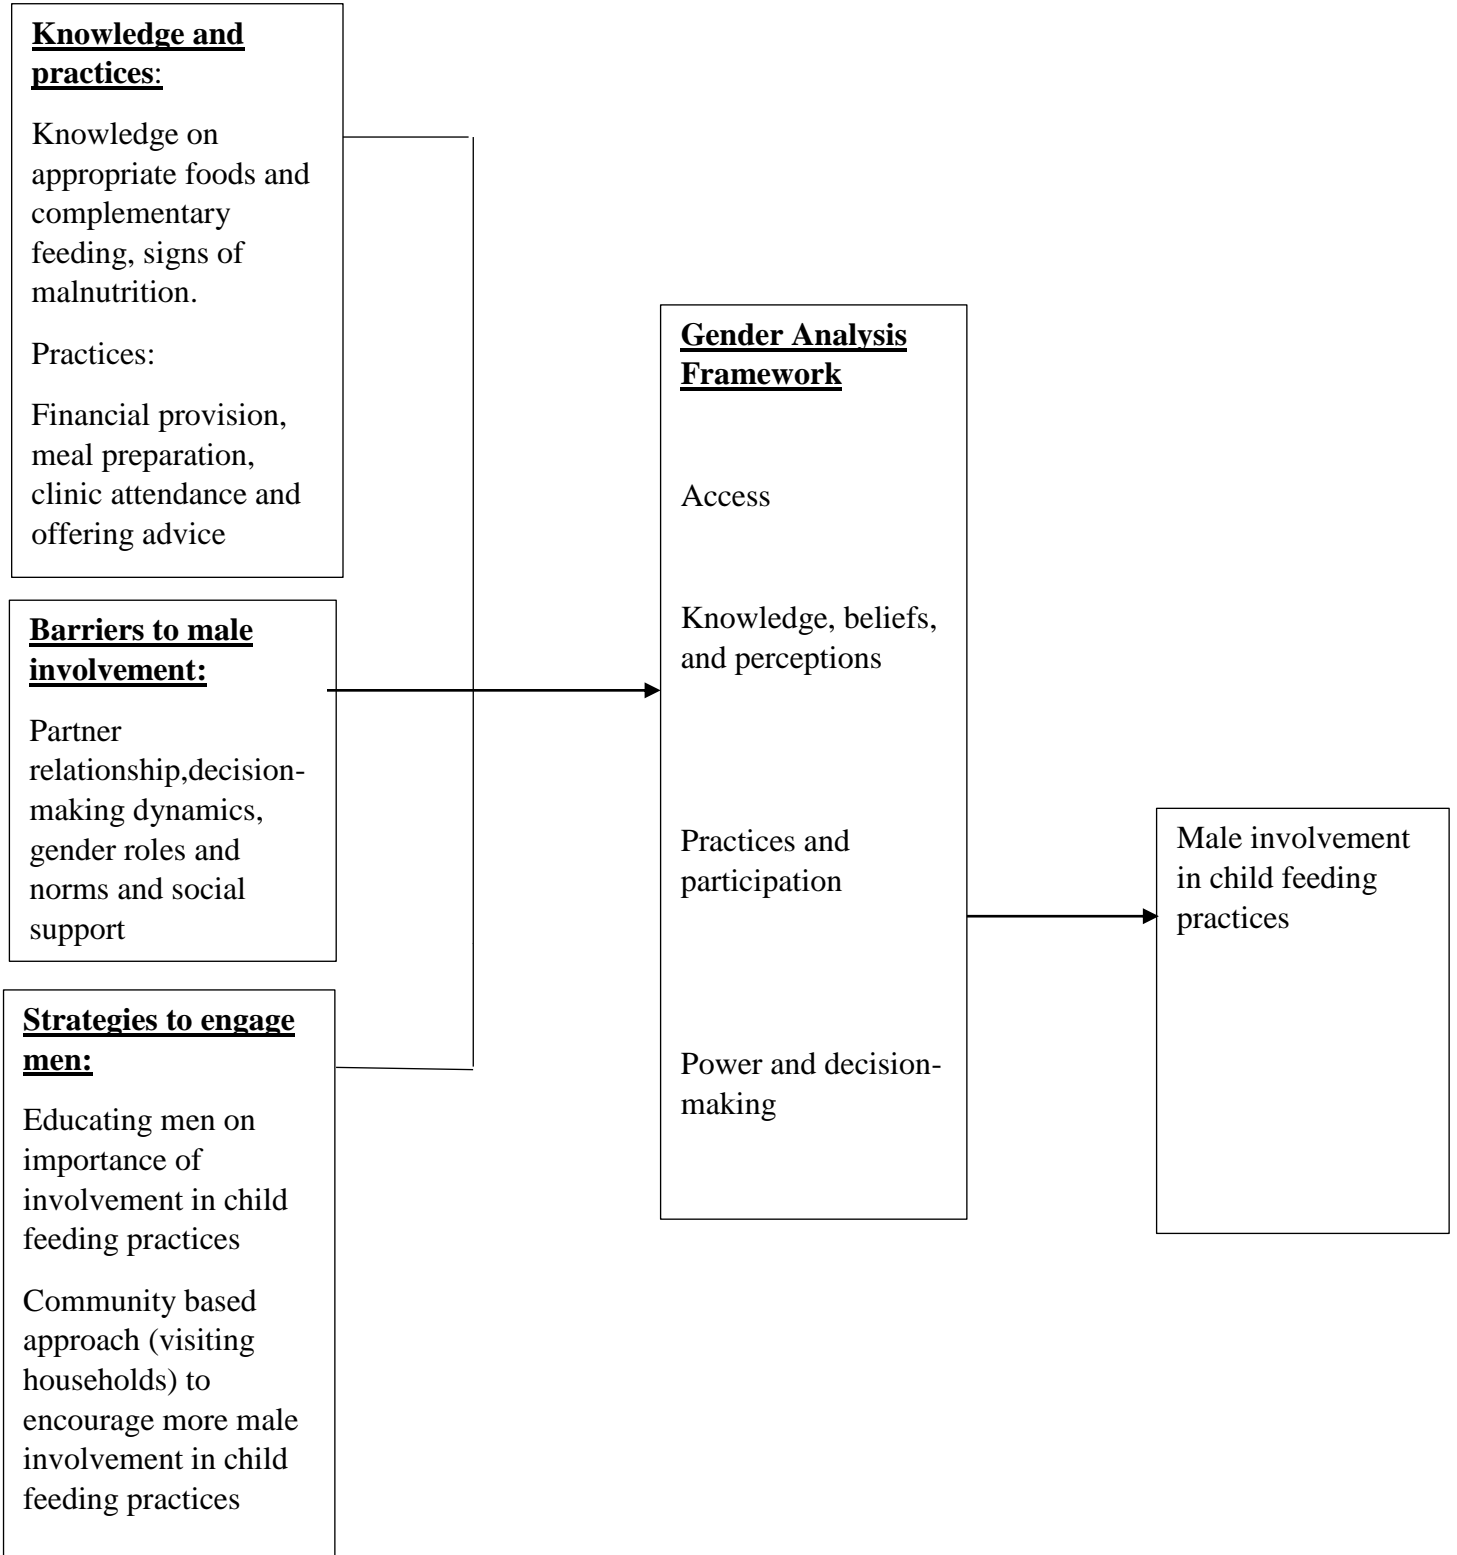 Knowledge and
practices:
Knowledge on
appropriate foods and
complementary
feeding, signs of
malnutrition.
Practices:
Financial provision,
meal preparation,
clinic attendance and
offering advice
Barriers to male
involvement:
Partner
relationship,decision-
making dynamics,
gender roles and
norms and social
support
Strategies to engage
men:
Educating men on
importance of
involvement in child
feeding practices
Community based
approach (visiting
households) to
encourage more male
involvement in child
feeding practices
Gender Analysis
Framework
Access
Knowledge, beliefs,
and perceptions
Practices and
participation
Power and decision-
making
Male involvement
in child feeding
practices